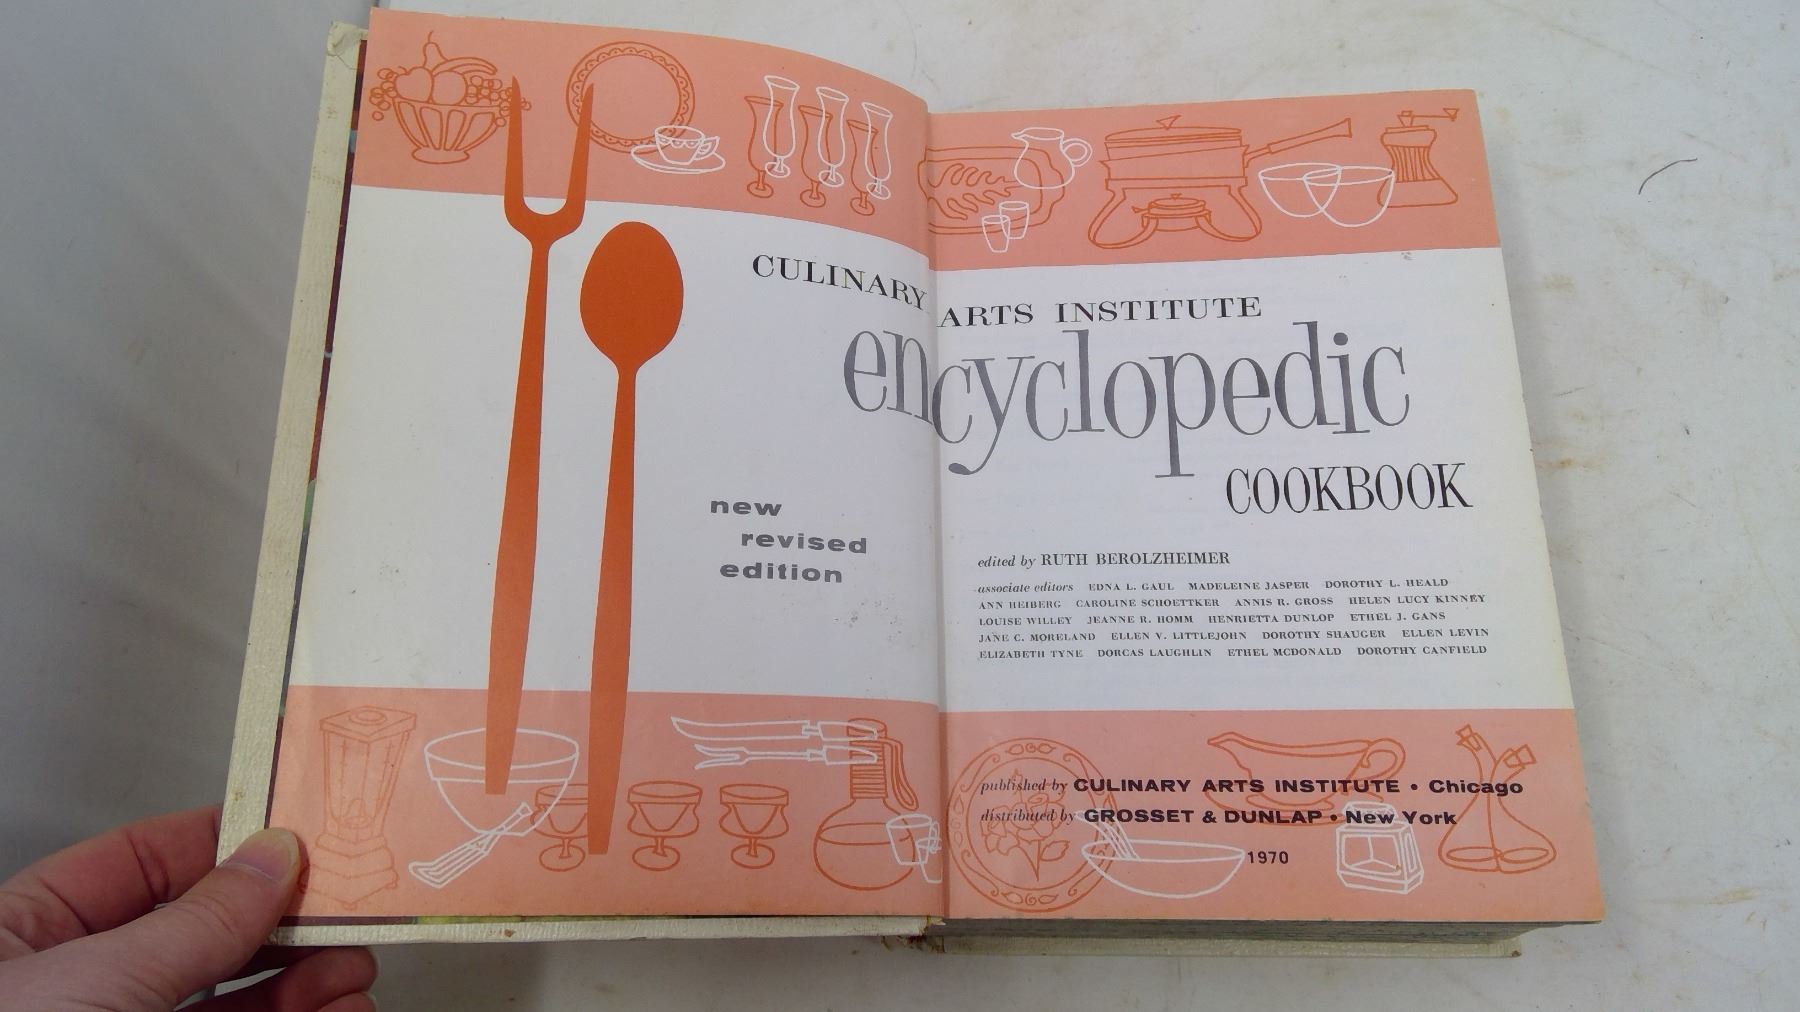 CULINARY ARTS INSTITUTE
encyclopedic
COOKBOOK
new
revised
edition
edited by RUTH BEROLZHEIMER
associate editors EDNA L. GAUL MADELEINE JASPER DOROTHY L. HEALD
ANN HEIBERG CAROLINE SCHOETTKER ANNIS R. GROSS HELEN LUCY KINNEY
LOUISE WILLEY JEANNE R. HOMM HENRIETTA DUNLOP ETHEL J. GANS
JANE C. MORELAND ELLEN V. LITTLEJOHN DOROTHY SHAUGER ELLEN LEVIN
ELIZABETH TYNE DORCAS LAUGHLIN ETHEL MCDONALD DOROTHY CANFIELD
published by CULINARY ARTS INSTITUTE • Chicago
distributed by GROSSET & DUNLAP • New York
1970